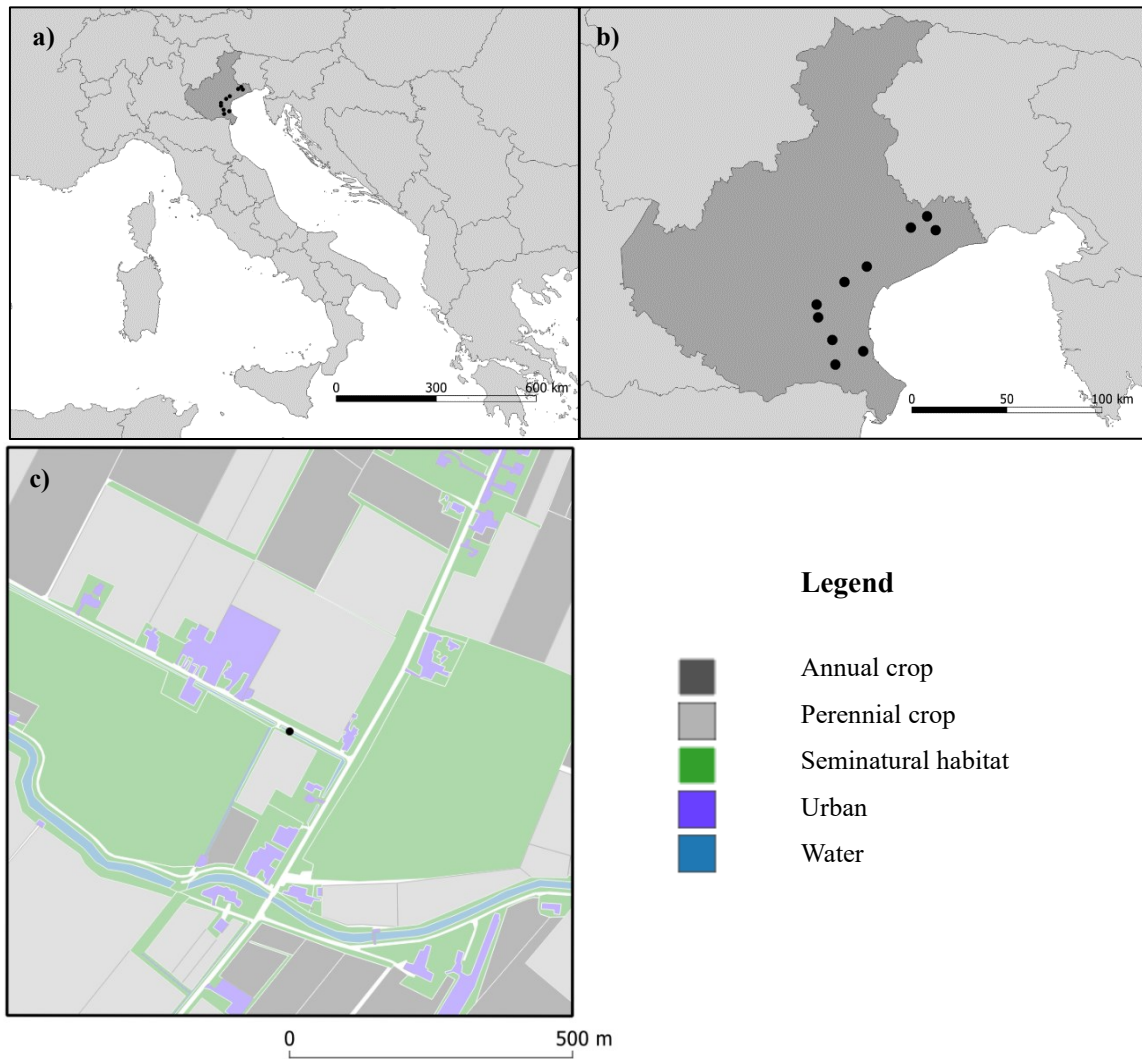 a)
0 300 600 km
b)
0 50 100 km
c)
Legend
Annual crop
Perennial crop
Seminatural habitat
Urban
Water
0 500 m